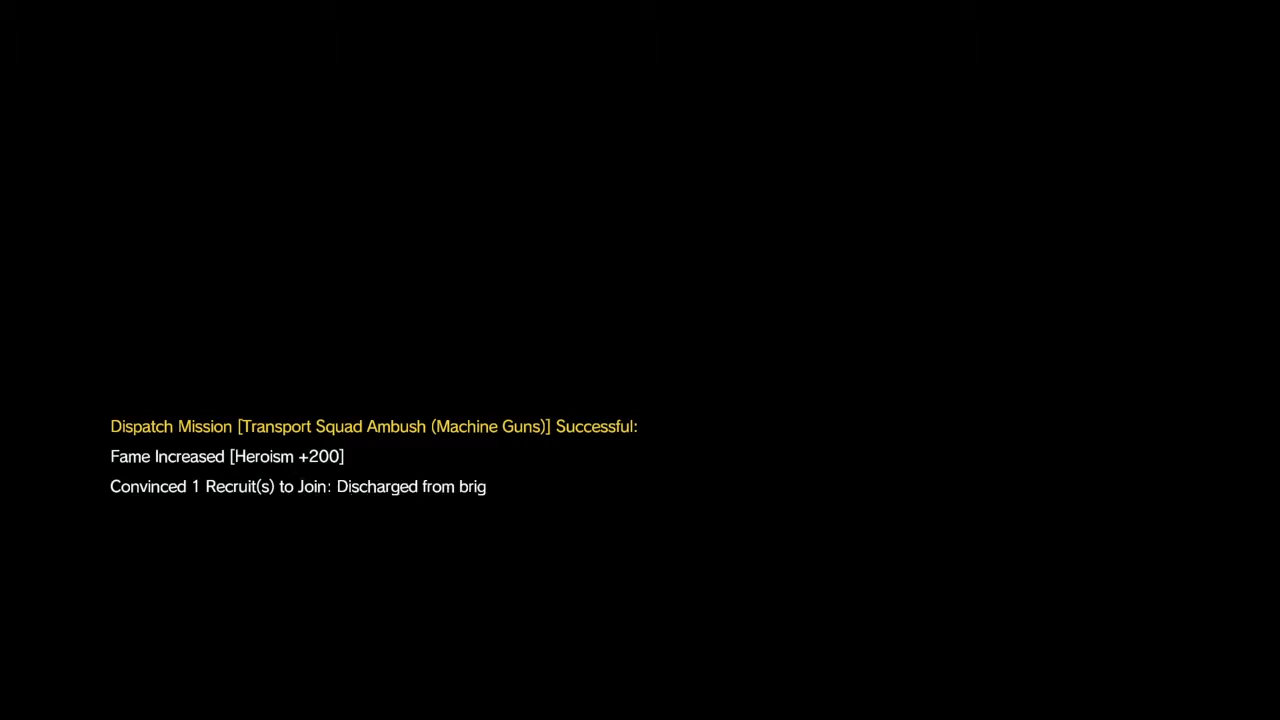 Dispatch Mission [Transport Squad Ambush (Machine Guns)] Successful:
Fame Increased [Heroism +200]
Convinced 1 Recruit(s) to Join: Discharged from brig